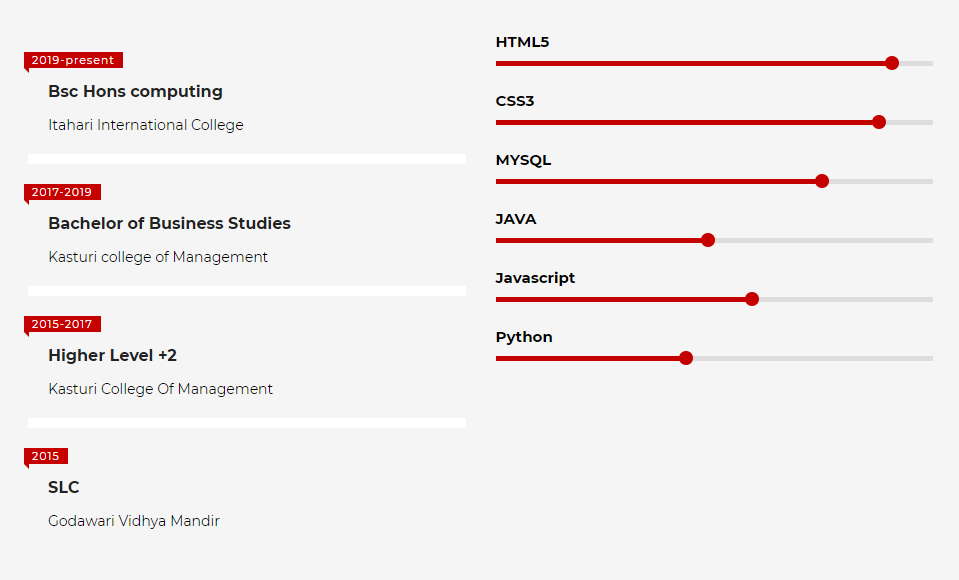 2019-present
Bsc Hons computing
Itahari International College
2017-2019
Bachelor of Business Studies
Kasturi college of Management
2015-2017
Higher Level +2
Kasturi College Of Management
2015
SLC
Godawari Vidhya Mandir
HTML5
CSS3
MYSQL
JAVA
Javascript
Python